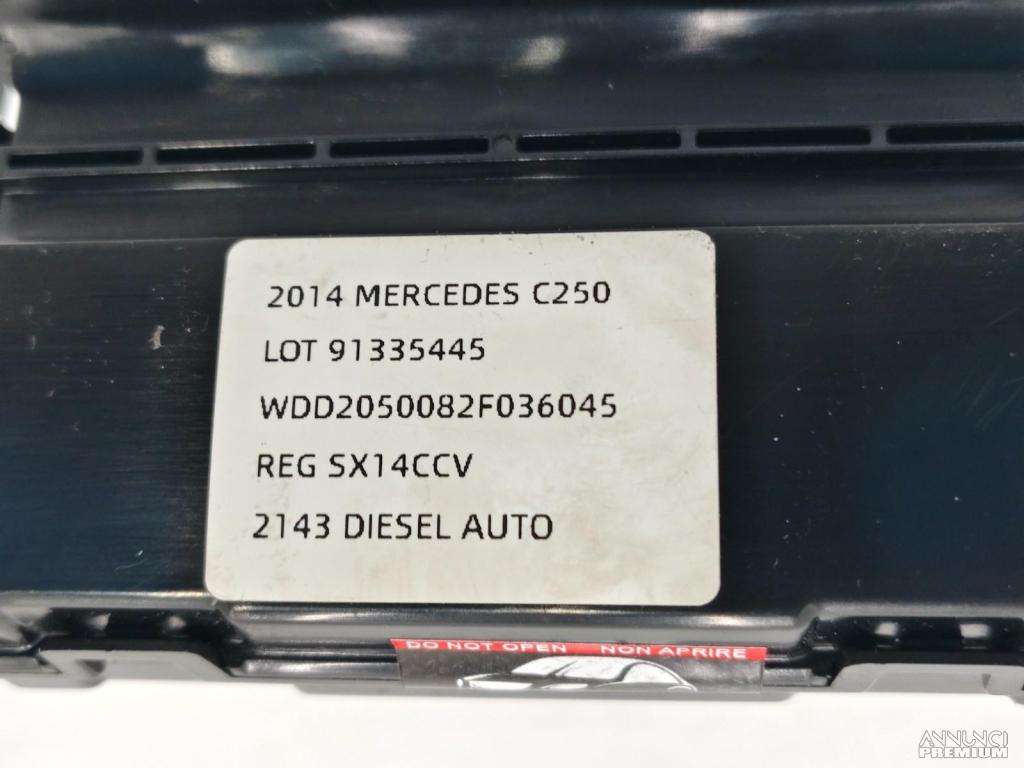 2014 MERCEDES C250
LOT 91335445
WDD2050082F036045
REG SX14CCV
2143 DIESEL AUTO
DO NOT OPEN NON APRIRE
ANNUNCI
PREMIUM